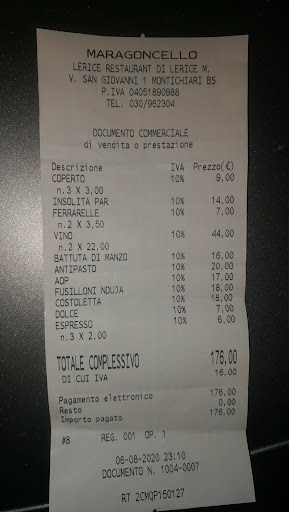 MARAGONCELLO
LERICE RESTAURANT DI LERICE M.
V. SAN GIOVANNI 1 MONTICHIARI BS
P.IVA 04051890988
TEL. 030/962304
DOCUMENTO COMMERCIALE
di vendita o prestazione
Descrizione IVA Prezzo(€)
COPERTO 10% 9,00
n.3 X 3,00
INSOLITA PAR 10% 14,00
FERRARELLE 10% 7,00
n.2 X 3,50
VINO 10% 44,00
n.2 X 22,00
BATTUTA DI MANZO 10% 16,00
ANTIPASTO 10% 20,00
AOP 10% 17,00
FUSILLONI NDUJA 10% 18,00
COSTOLETTA 10% 18,00
DOLCE 10% 7,00
ESPRESSO 10% 6,00
n.3 X 2,00
TOTALE COMPLESSIVO 176,00
DI CUI IVA 16,00
Pagamento elettronico 176,00
Resto 0,00
Importo pagato 176,00
#8 REG. 001 OP. 1
06-08-2020 23:10
DOCUMENTO N. 1004-0007
RT 2CMQP150127